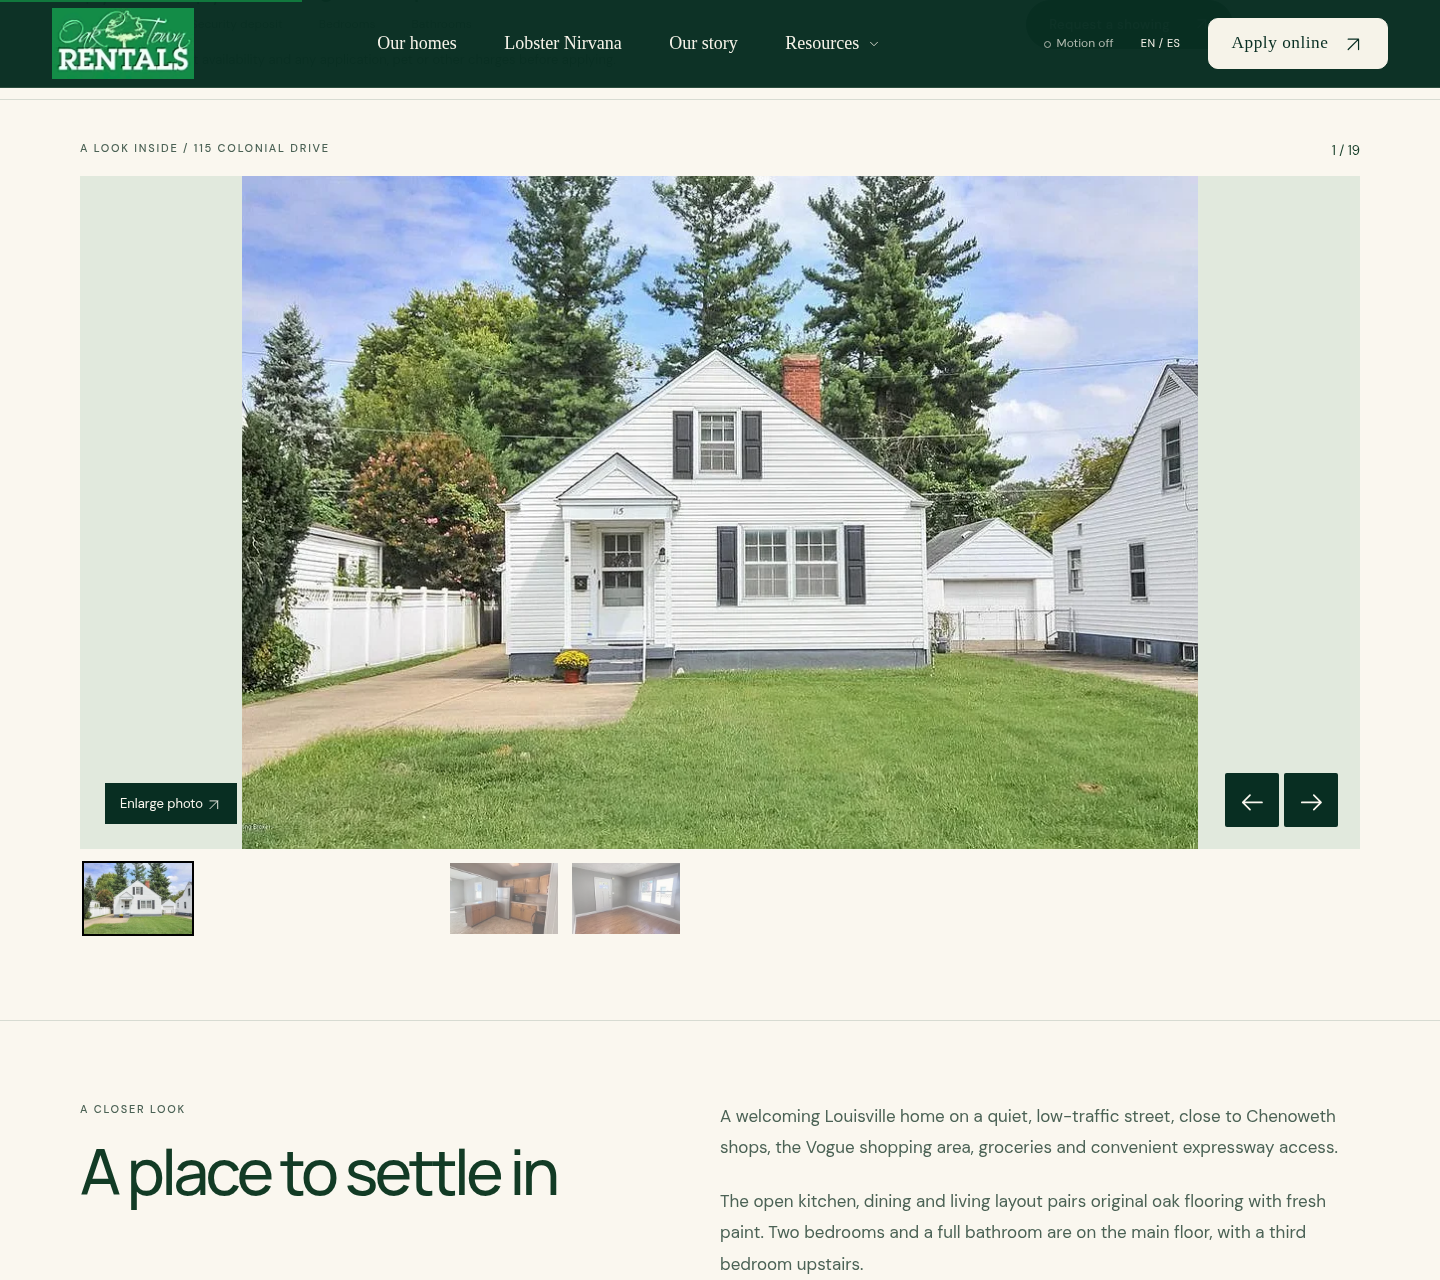 Oak Town
RENTALS
Our homes
Lobster Nirvana
Our story
Resources
Motion off
EN / ES
Apply online
A LOOK INSIDE / 115 COLONIAL DRIVE
1 / 19
115
Enlarge photo
A CLOSER LOOK
A place to settle in
A welcoming Louisville home on a quiet, low-traffic street, close to Chenoweth
shops, the Vogue shopping area, groceries and convenient expressway access.
The open kitchen, dining and living layout pairs original oak flooring with fresh
paint. Two bedrooms and a full bathroom are on the main floor, with a third
bedroom upstairs.